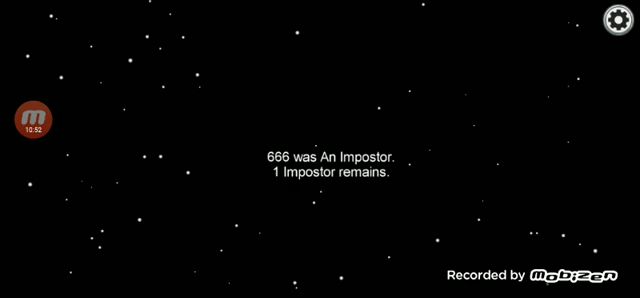 10:52
666 was An Impostor.
1 Impostor remains.
Recorded by Mobizen